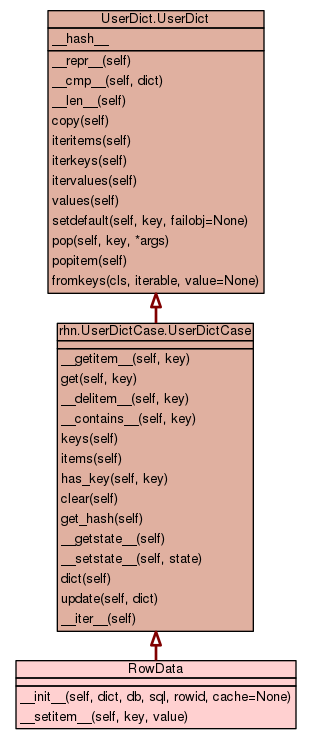 UserDict.UserDict
__hash__
__repr__(self)
__cmp__(self, dict)
__len__(self)
copy(self)
iteritems(self)
iterkeys(self)
itervalues(self)
values(self)
setdefault(self, key, failobj=None)
pop(self, key, *args)
popitem(self)
fromkeys(cls, iterable, value=None)
rhn.UserDictCase.UserDictCase
__getitem__(self, key)
get(self, key)
__delitem__(self, key)
__contains__(self, key)
keys(self)
items(self)
has_key(self, key)
clear(self)
get_hash(self)
__getstate__(self)
__setstate__(self, state)
dict(self)
update(self, dict)
__iter__(self)
RowData
__init__(self, dict, db, sql, rowid, cache=None)
__setitem__(self, key, value)